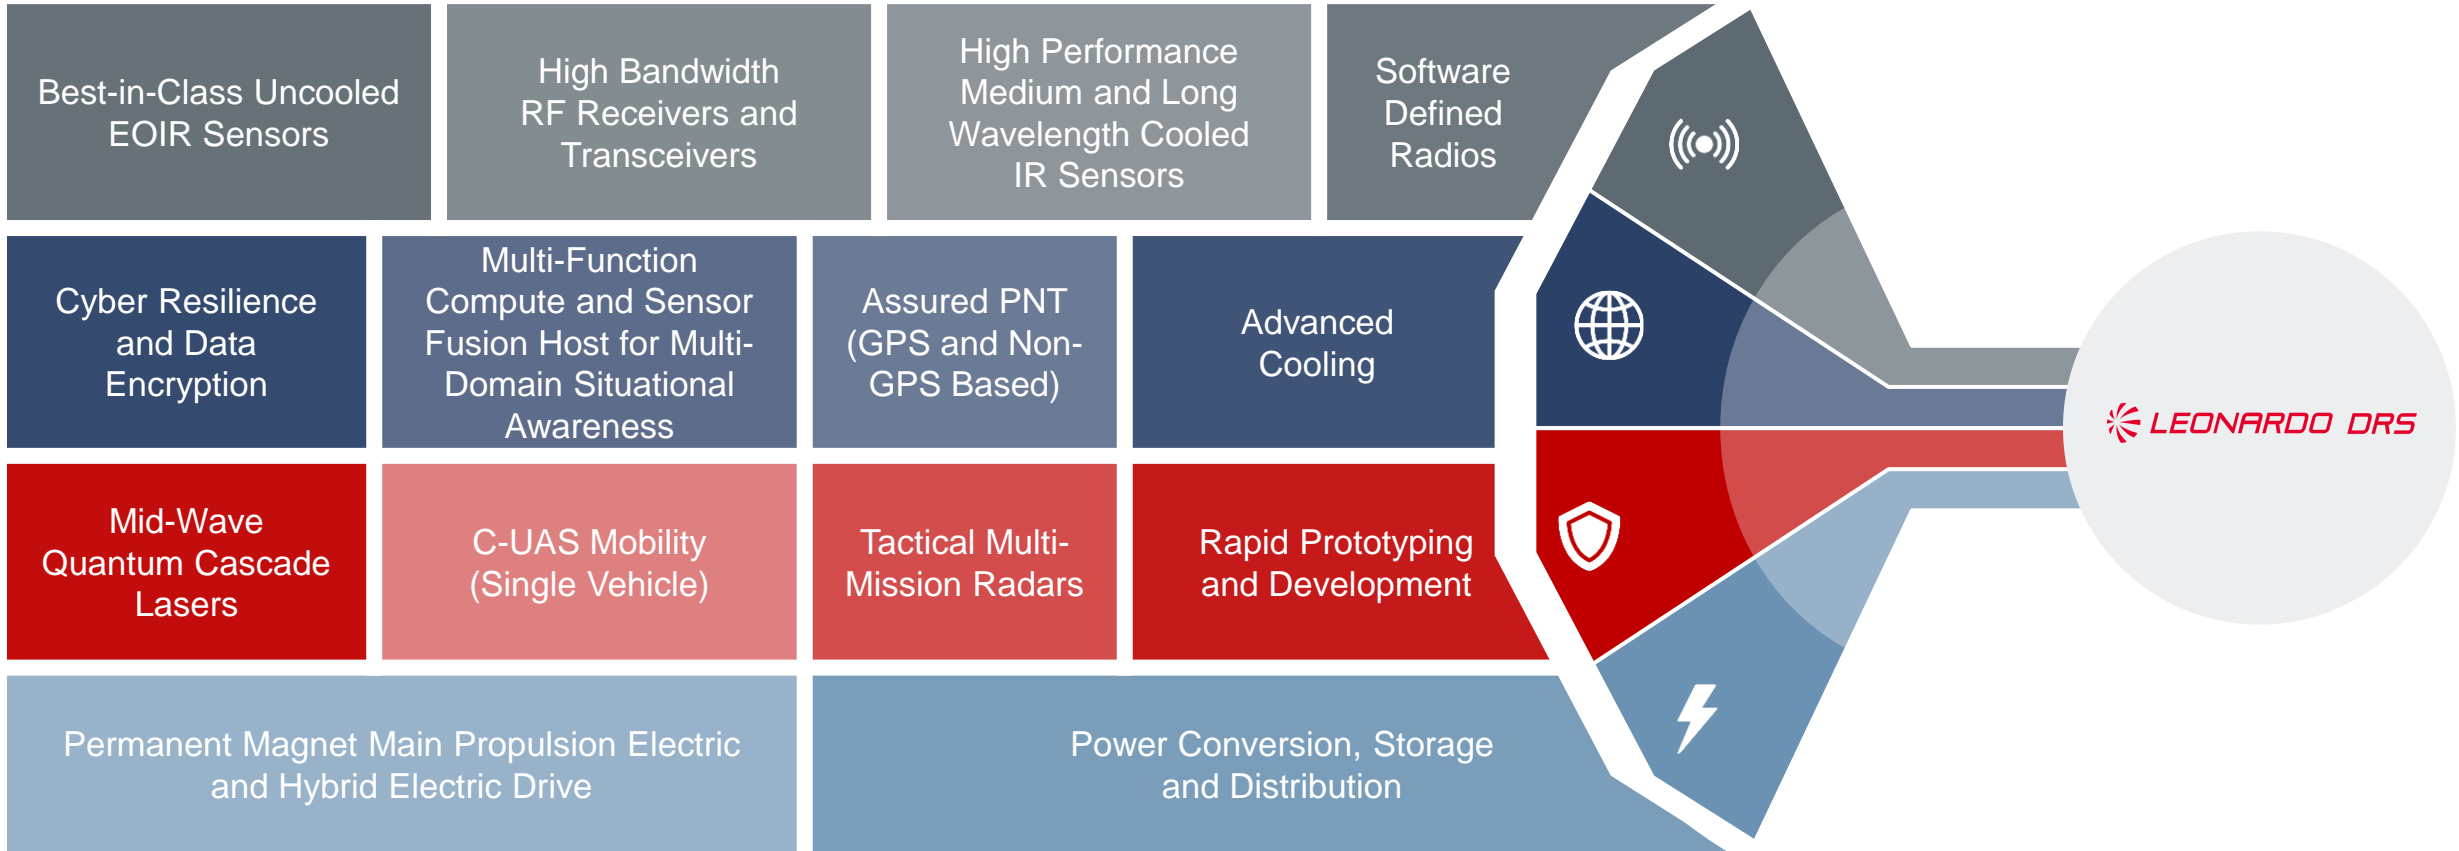 Best-in-Class Uncooled
EOIR Sensors
High Bandwidth
RF Receivers and
Transceivers
High Performance
Medium and Long
Wavelength Cooled
IR Sensors
Software
Defined
Radios
Cyber Resilience
and Data
Encryption
Multi-Function
Compute and Sensor
Fusion Host for Multi-
Domain Situational
Awareness
Assured PNT
(GPS and Non-
GPS Based)
Advanced
Cooling
LEONARDO DRS
Mid-Wave
Quantum Cascade
Lasers
C-UAS Mobility
(Single Vehicle)
Tactical Multi-
Mission Radars
Rapid Prototyping
and Development
Permanent Magnet Main Propulsion Electric
and Hybrid Electric Drive
Power Conversion, Storage
and Distribution